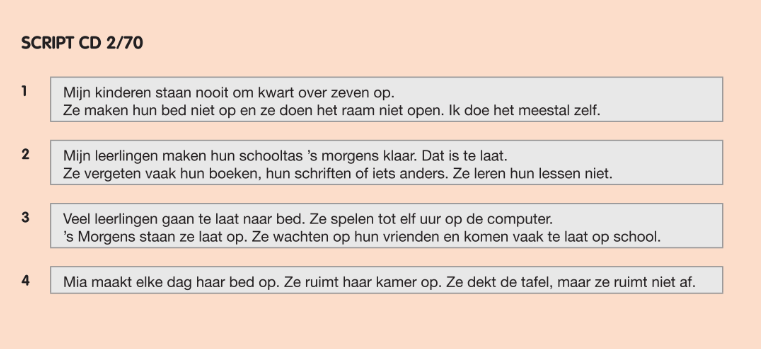 SCRIPT CD 2/70
1 Mijn kinderen staan nooit om kwart over zeven op.
Ze maken hun bed niet op en ze doen het raam niet open. Ik doe het meestal zelf.
2 Mijn leerlingen maken hun schooltas ’s morgens klaar. Dat is te laat.
Ze vergeten vaak hun boeken, hun schriften of iets anders. Ze leren hun lessen niet.
3 Veel leerlingen gaan te laat naar bed. Ze spelen tot elf uur op de computer.
’s Morgens staan ze laat op. Ze wachten op hun vrienden en komen vaak te laat op school.
4 Mia maakt elke dag haar bed op. Ze ruimt haar kamer op. Ze dekt de tafel, maar ze ruimt niet af.